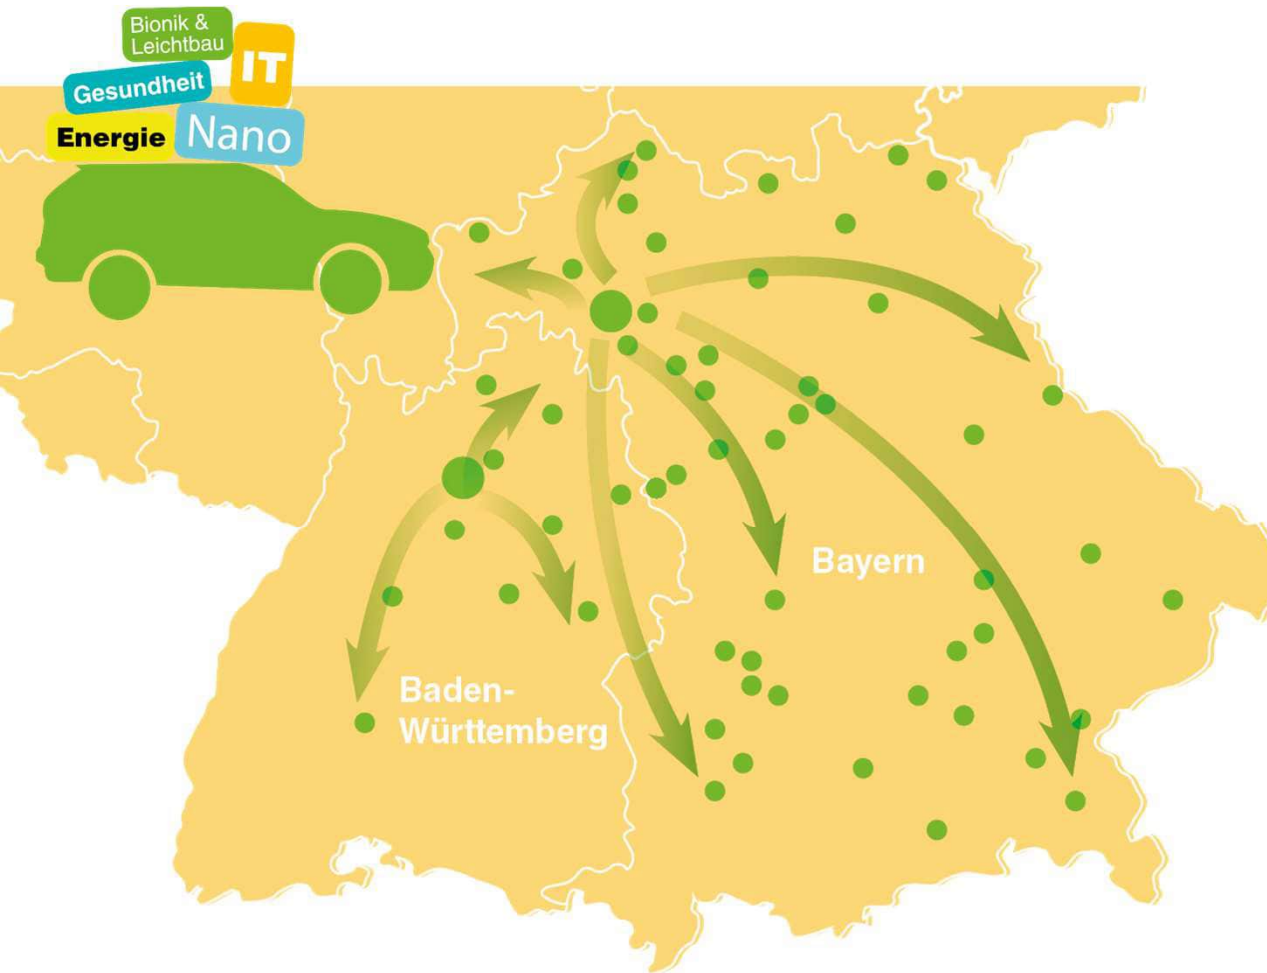 Bionik &
Leichtbau
IT
Gesundheit
Energie
Nano
Bayern
Baden-
Württemberg